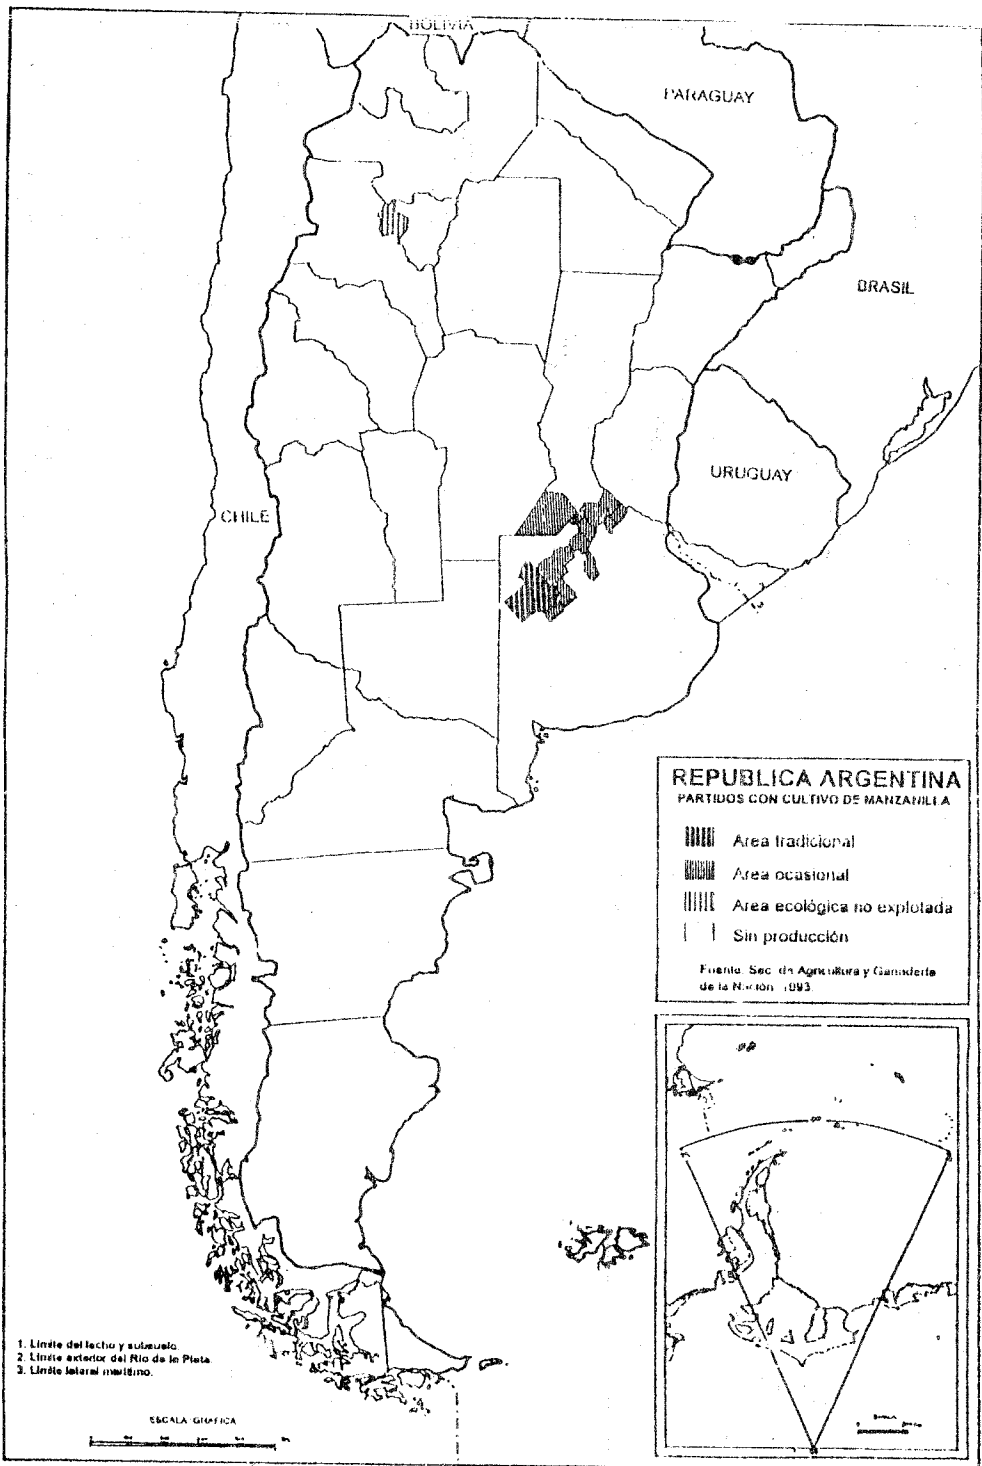 BOLIVIA
PARAGUAY
BRASIL
URUGUAY
CHILE
REPUBLICA ARGENTINA
PARTIDOS CON CULTIVO DE MANZANILLA
Area tradicional
Area ocasional
Area ecológica no explotada
Sin producción
Fuente: Sec. de Agricultura y Ganadería
de la Nación.
1. Límite del lecho y subsuelo.
2. Límite exterior del Río de la Plata.
3. Límite lateral marítimo.
ESCALA GRAFICA